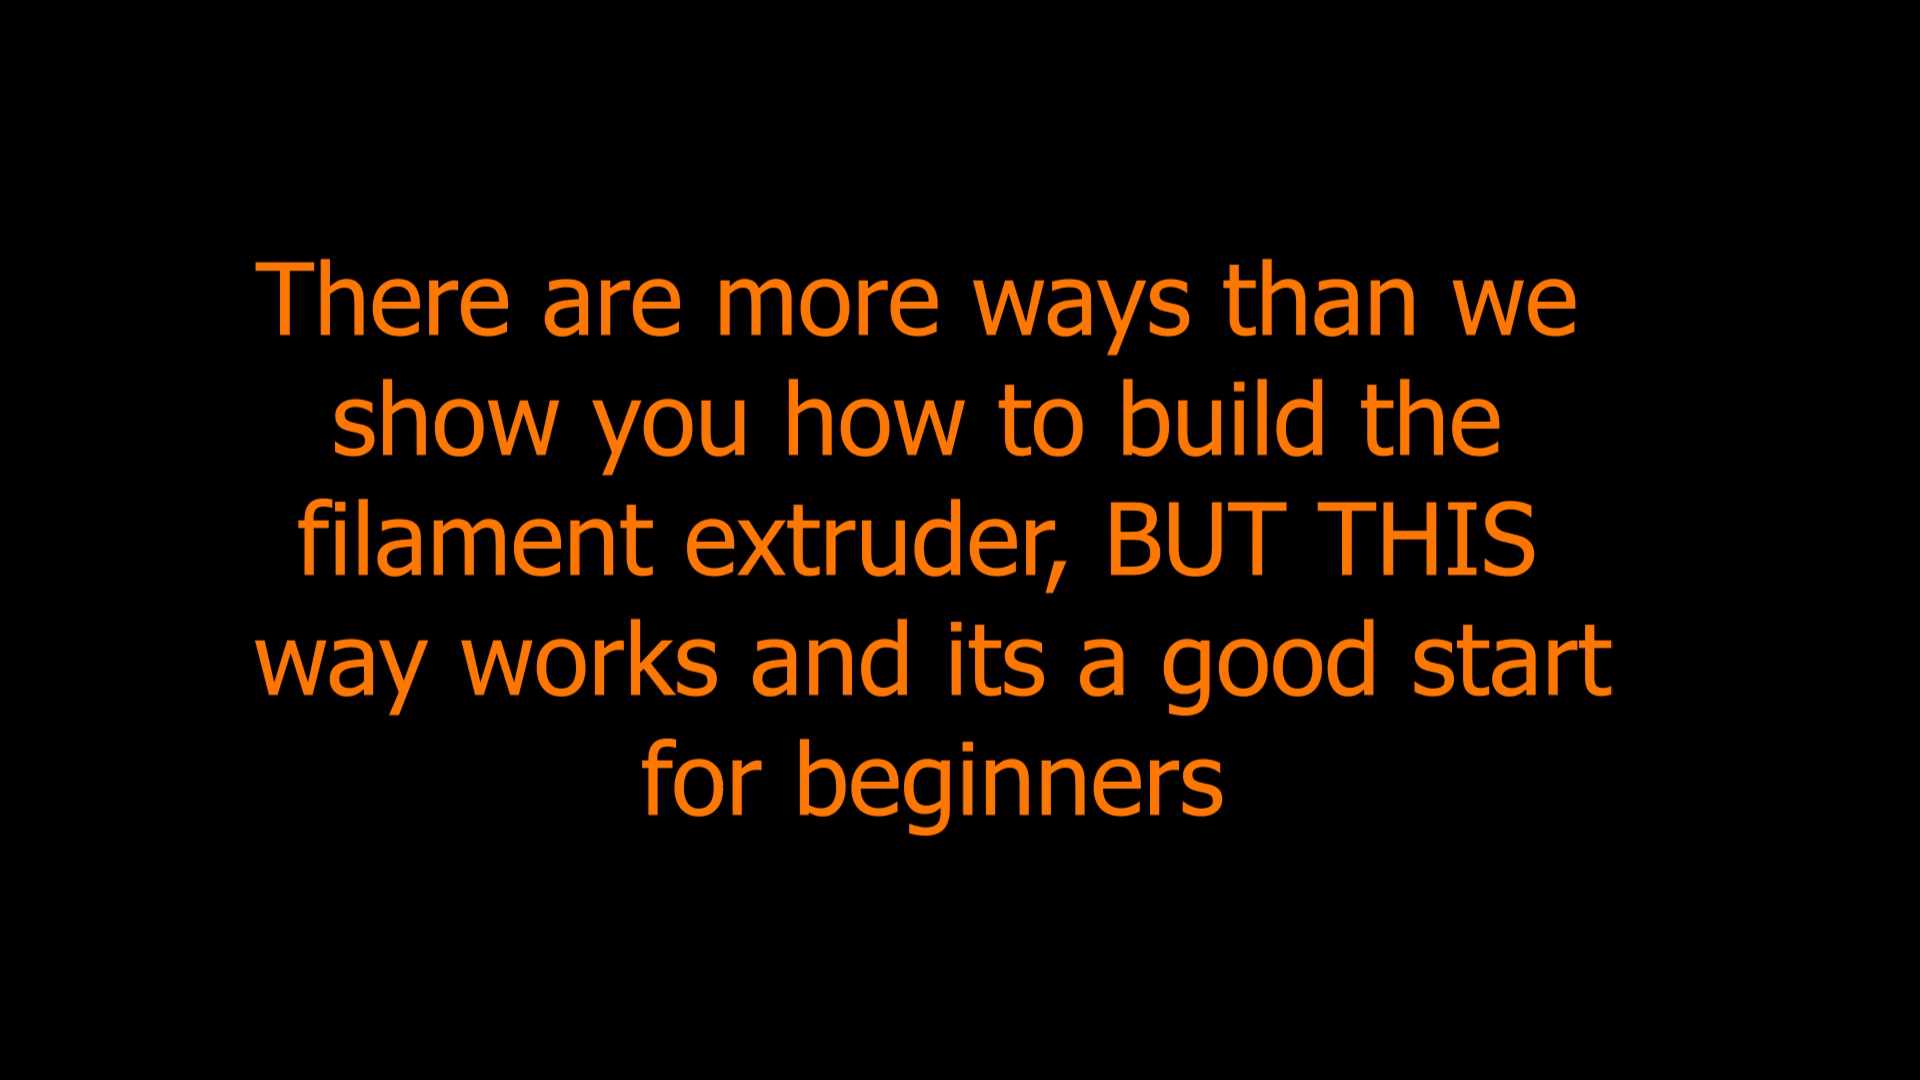 There are more ways than we
show you how to build the
filament extruder, BUT THIS
way works and its a good start
for beginners